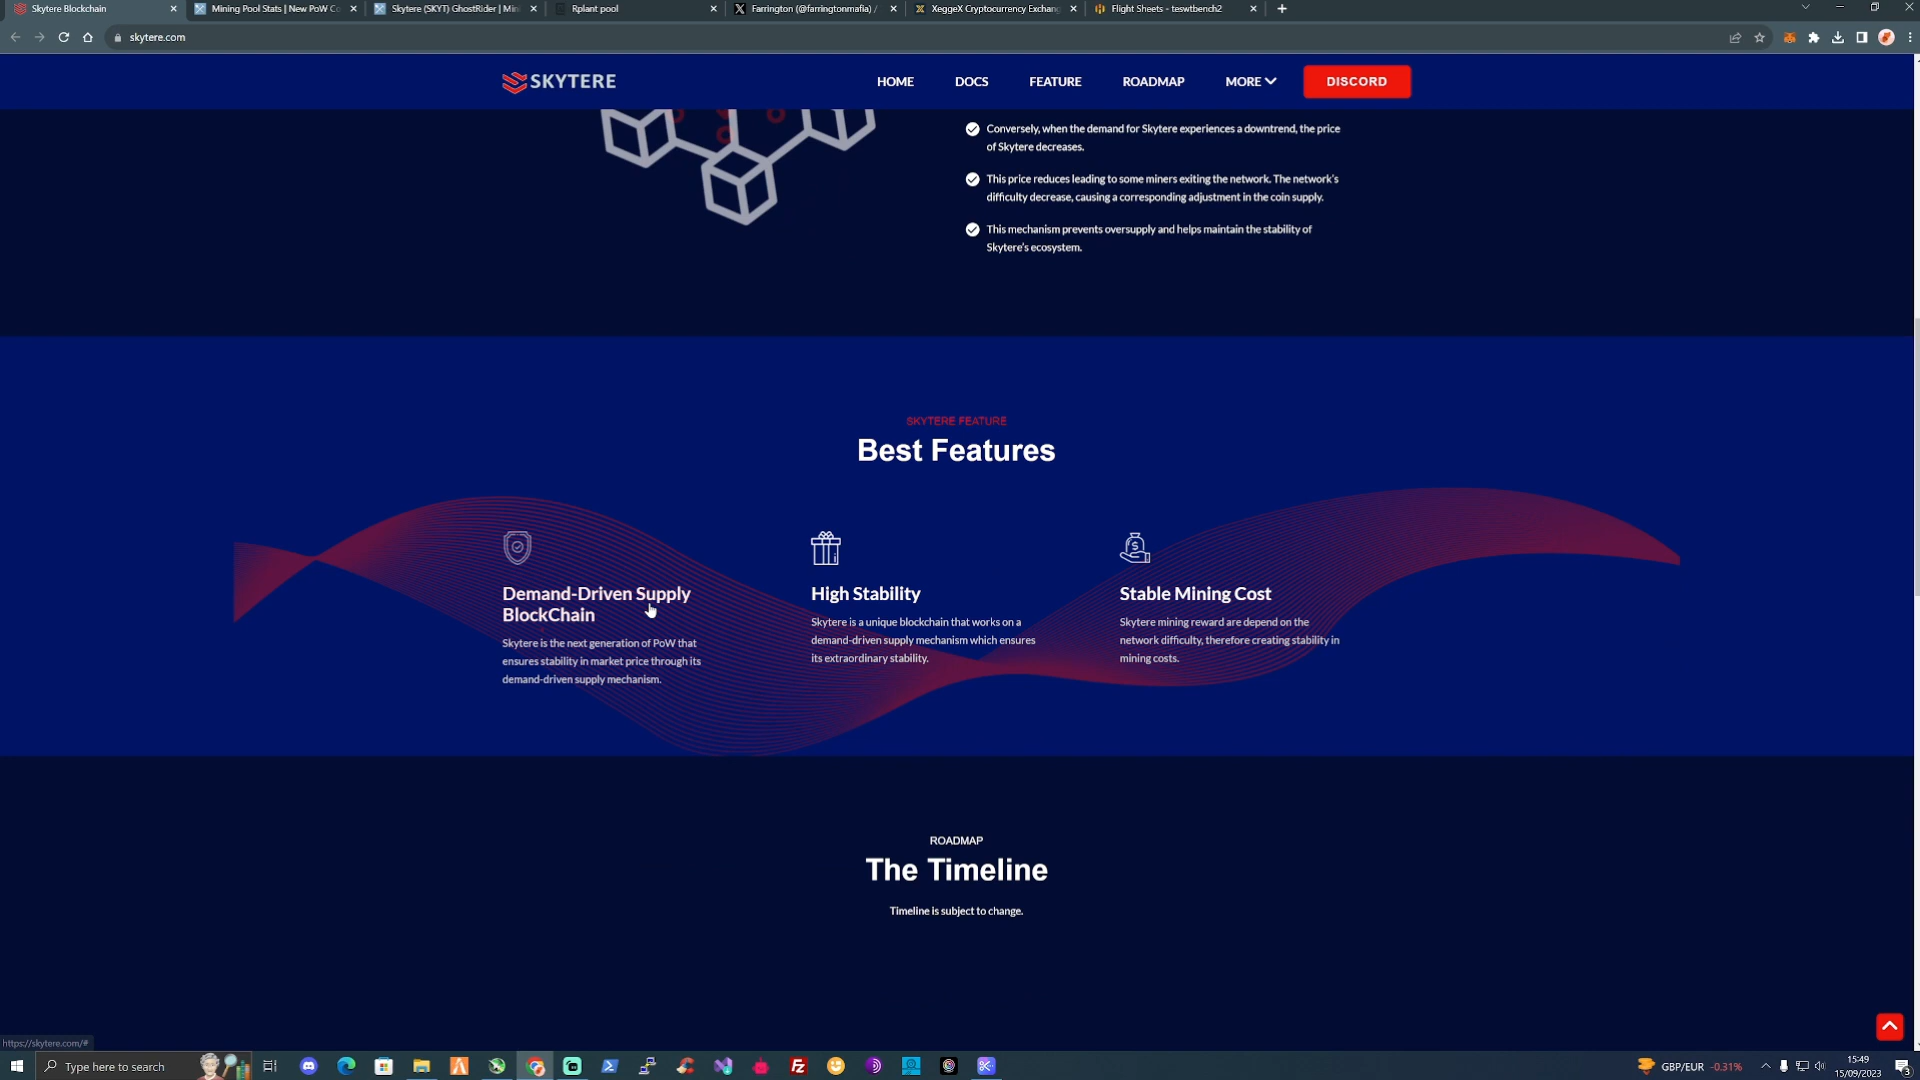 Skytere Blockchain
Mining Pool Stats | New PoW Co
Skytere (SKYT) GhostRider | Min
Rplant pool
Farrington (@farringtonmafia) /
XeggeX Cryptocurrency Exchan
Flight Sheets - teswtbench2
skytere.com
SKYTERE
HOME
DOCS
FEATURE
ROADMAP
MORE
DISCORD
Conversely, when the demand for Skytere experiences a downtrend, the price
of Skytere decreases.
This price reduces leading to some miners exiting the network. The network's
difficulty decrease, causing a corresponding adjustment in the coin supply.
This mechanism prevents oversupply and helps maintain the stability of
Skytere's ecosystem.
SKYTERE FEATURE
Best Features
Demand-Driven Supply
BlockChain
Skytere is the next generation of PoW that
ensures stability in market price through its
demand-driven supply mechanism.
High Stability
Skytere is a unique blockchain that works on a
demand-driven supply mechanism which ensures
its extraordinary stability.
Stable Mining Cost
Skytere mining reward are depend on the
network difficulty, therefore creating stability in
mining costs.
ROADMAP
The Timeline
Timeline is subject to change.
https://skytere.com/#
Type here to search
GBP/EUR -0.31%
15:49
15/09/2023
3